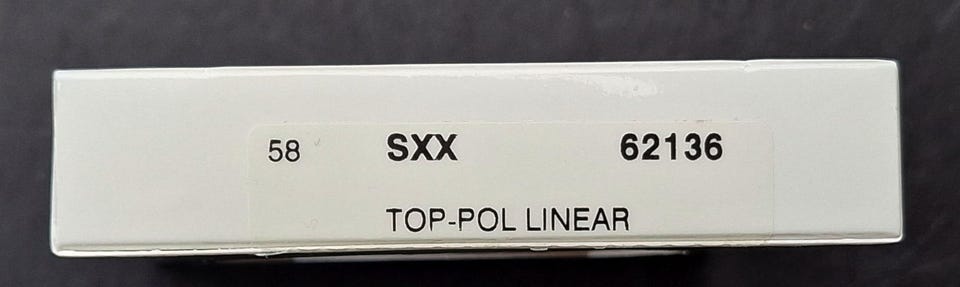 58 SXX 62136
TOP-POL LINEAR